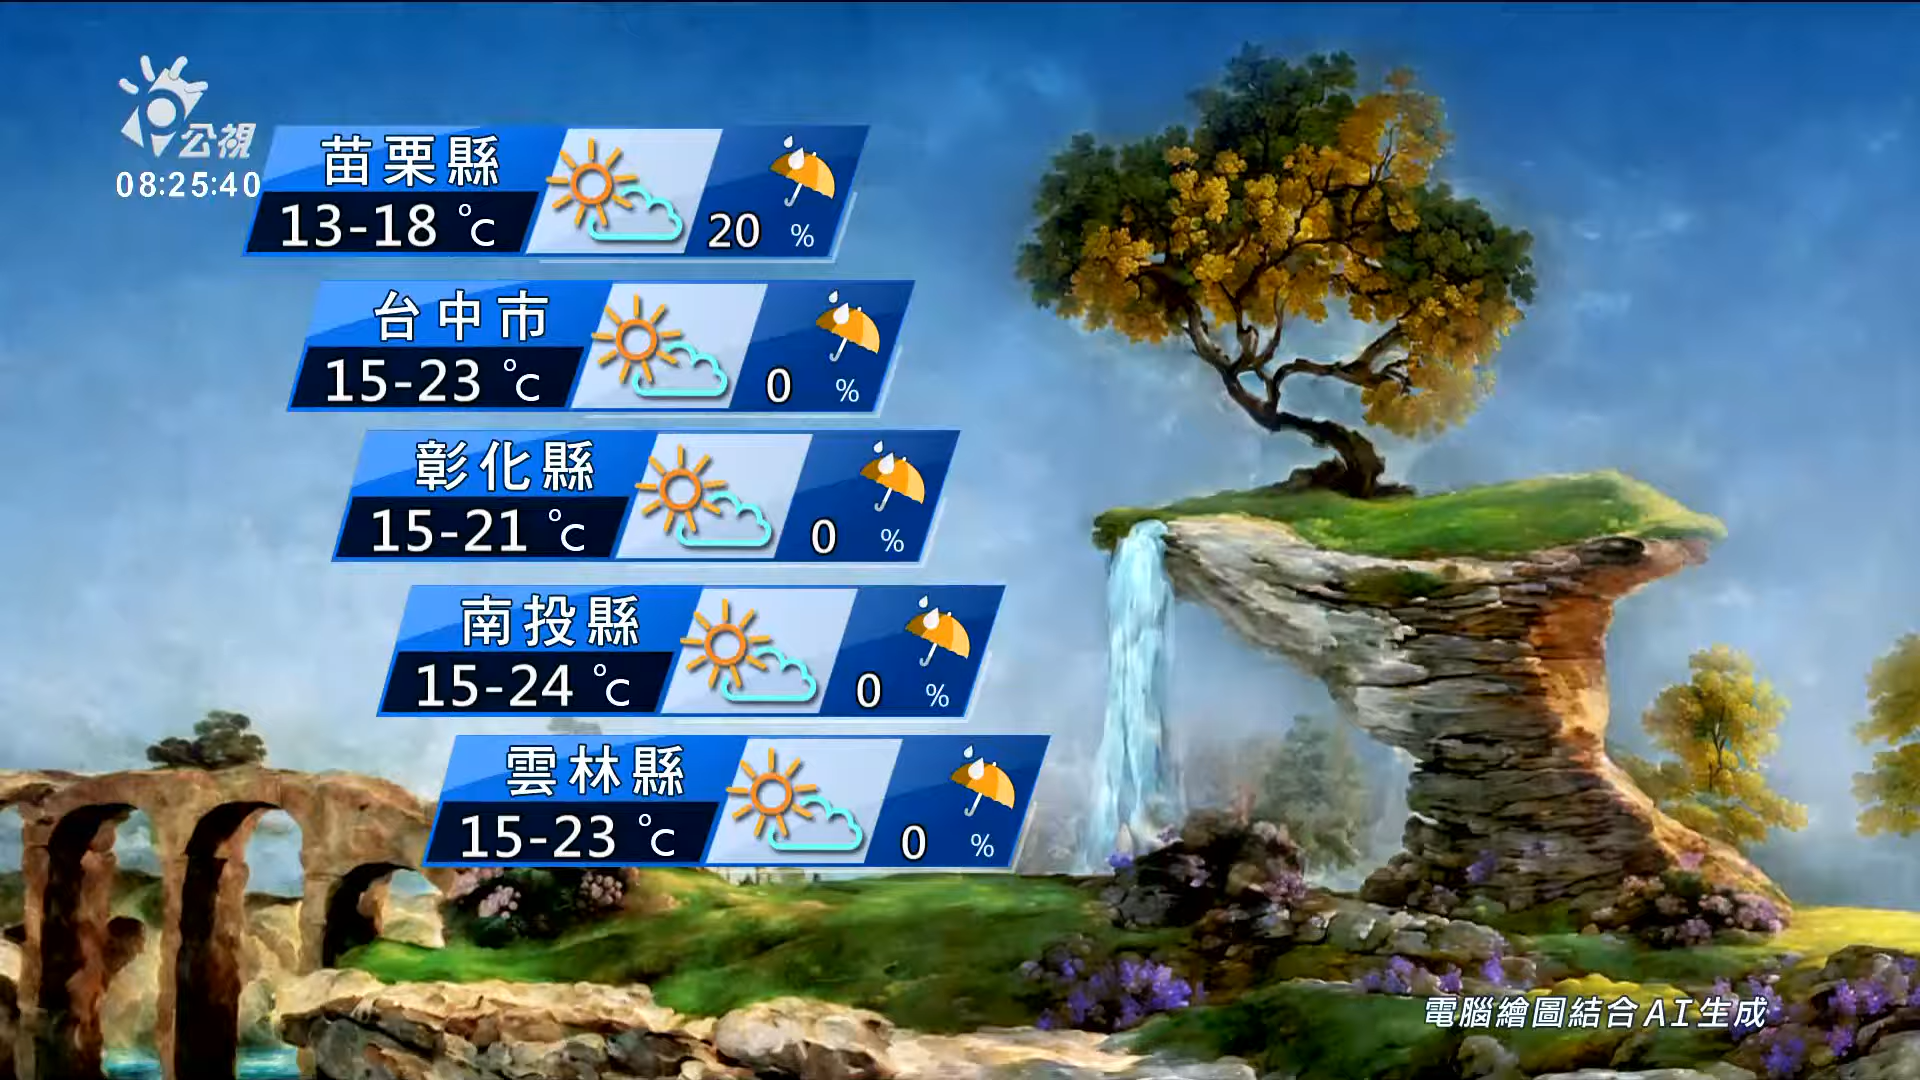 公視
08:25:40
苗栗縣
13-18 ℃
20 %
台中市
15-23 ℃
0 %
彰化縣
15-21 ℃
0 %
南投縣
15-24 ℃
0 %
雲林縣
15-23 ℃
0 %
電腦繪圖結合AI生成